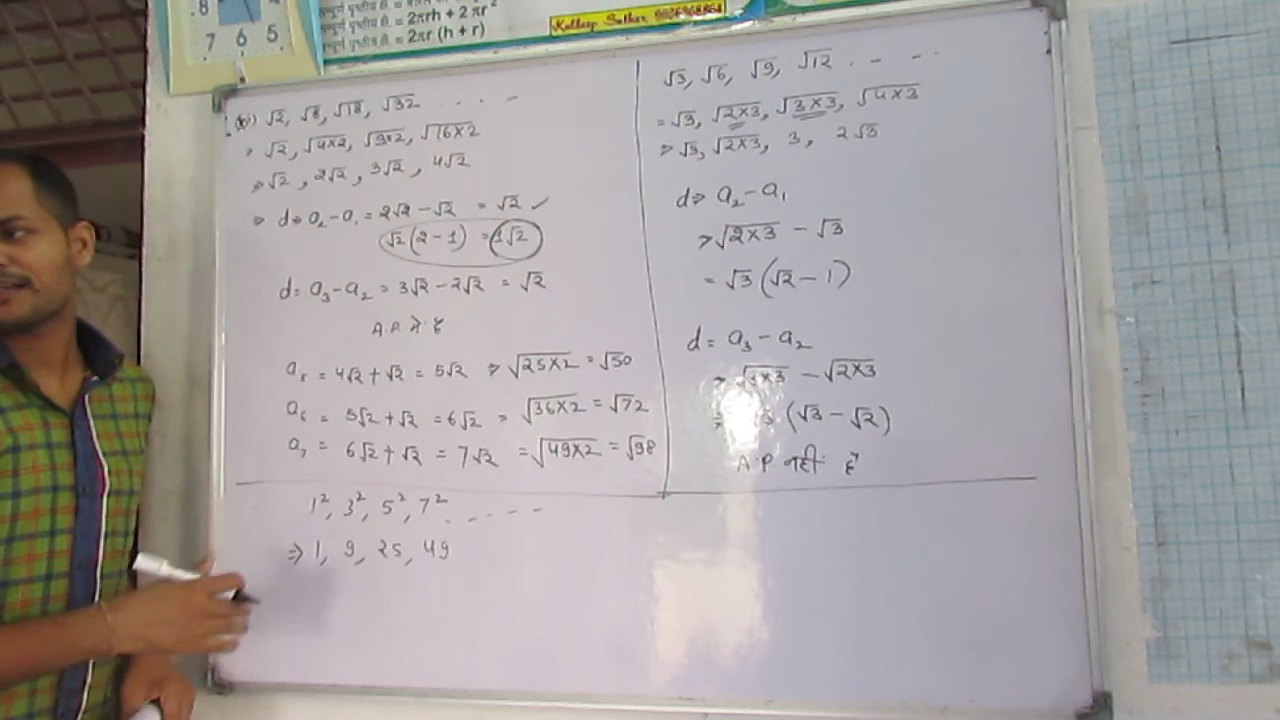 8
7 6 5
= 2πrh + 2πr²
सम्पूर्ण पृष्ठीय क्षे. = 2πr (h + r)
√2, √8, √18, √32 . . . -
√2, √4×2, √9×2, √16×2
⇒ √2, 2√2, 3√2, 4√2
⇒ d ⇒ a₂-a₁ = 2√2 - √2 = √2 ✓
√2(2-1) = 1√2
d = a₃-a₂ = 3√2-2√2 = √2
A.P. में है
= 4√2+√2 = 5√2 ⇒ √25×2 = √50
a₆ = 5√2+√2 = 6√2 = √36×2 = √72
a₇ = 6√2+√2 = 7√2 = √49×2 = √98
√3, √6, √9, √12 . - - .
= √3, √2×3, √3×3, √4×3
⇒ √3, √2×3, 3, 2√3
d ⇒ a₂-a₁
⇒ √2×3 - √3
= √3(√2-1)
d = a₃-a₂
⇒ √3×3 - √2×3
(√3-√2)
A.P नहीं है
1², 3², 5², 7² . - - - -
⇒ 1, 9, 25, 49